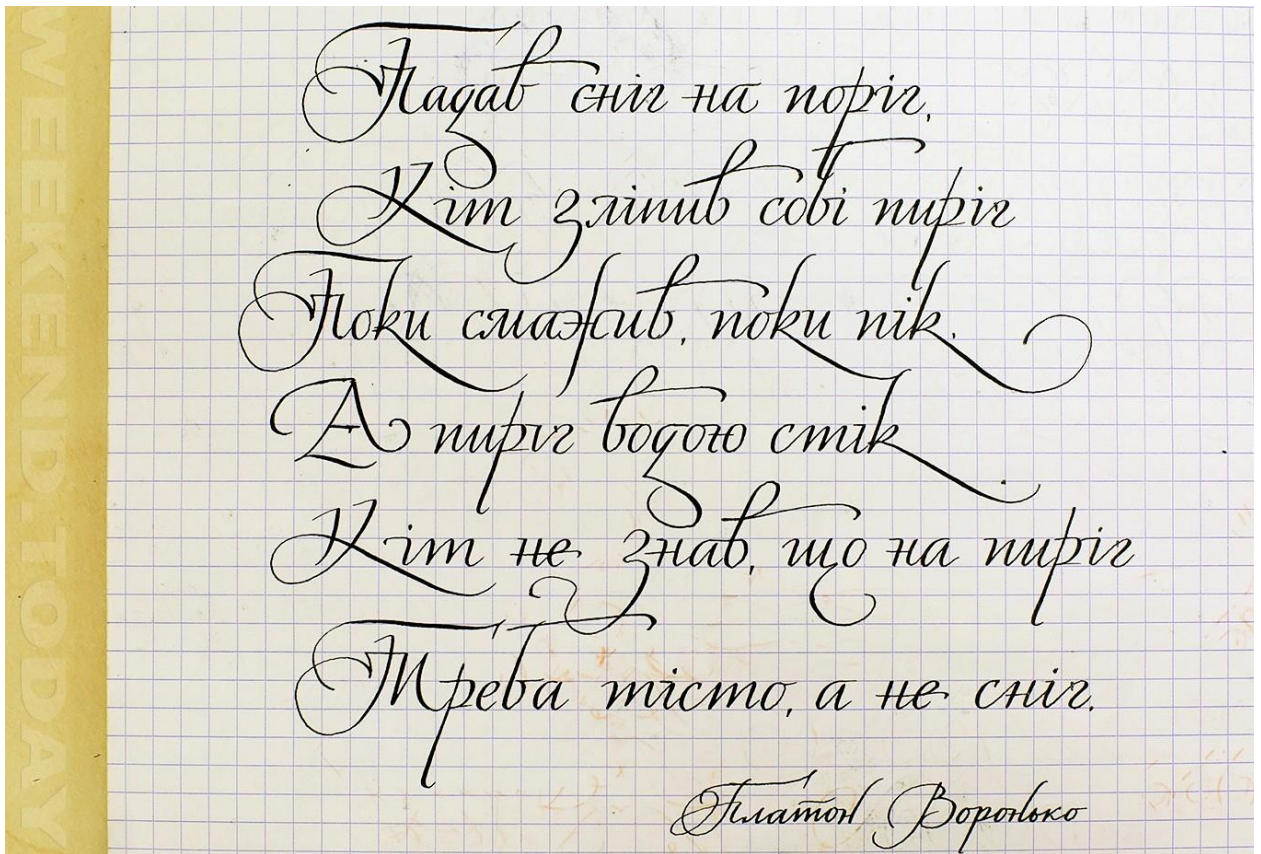 WEEKEND.TODAY
Падав сніг на поріг,
Кіт зліпив собі пиріг
Поки смажив, поки пік.
А пиріг водою стік
Кіт не знав, що на пиріг
Треба тісто, а не сніг.
Платон Воронько